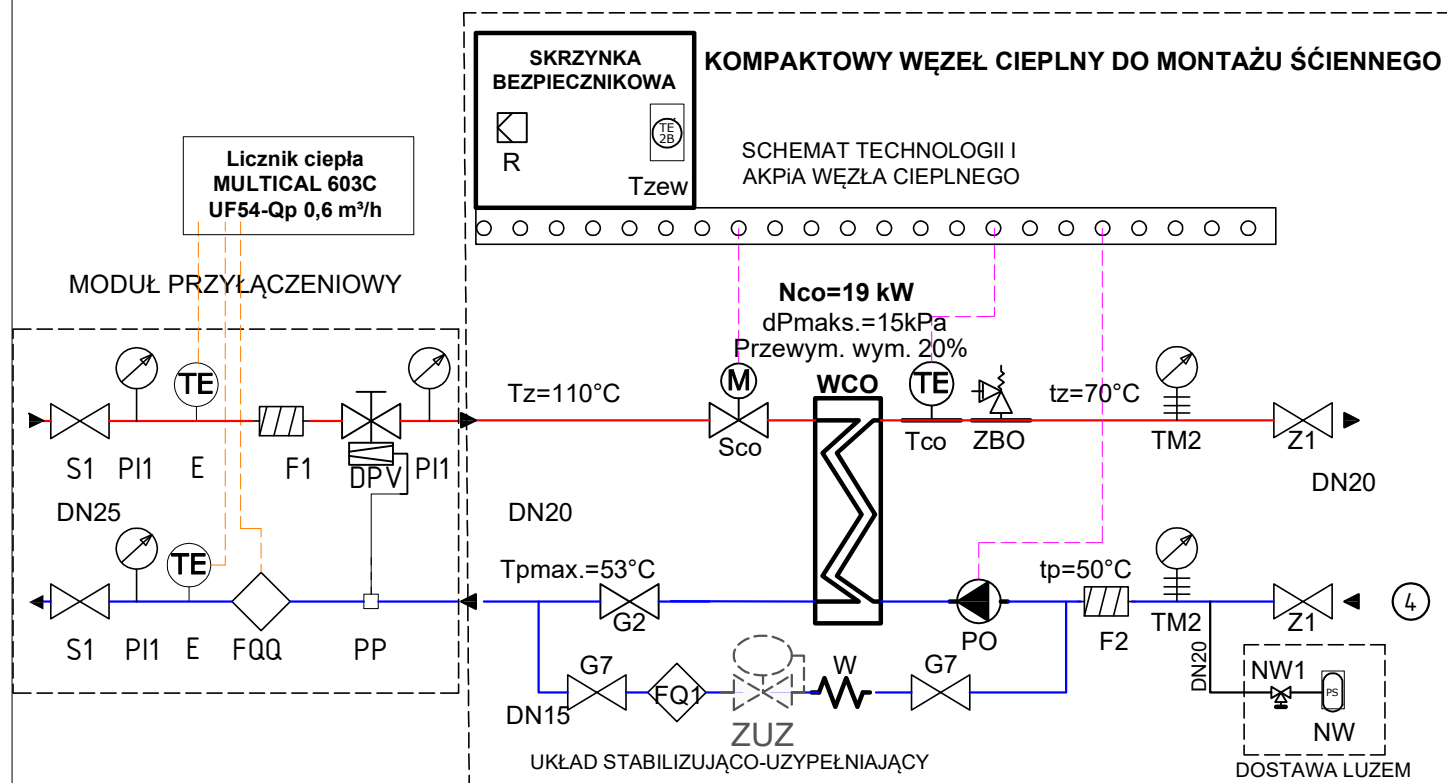 SKRZYNKA
BEZPIECZNIKOWA
KOMPAKTOWY WĘZEŁ CIEPLNY DO MONTAŻU ŚĆIENNEGO
R
TE
2B
Tzew
SCHEMAT TECHNOLOGII I
AKPiA WĘZŁA CIEPLNEGO
Licznik ciepła
MULTICAL 603C
UF54-Qp 0,6 m³/h
MODUŁ PRZYŁĄCZENIOWY
Nco=19 kW
dPmaks.=15kPa
Przewym. wym. 20%
TE
M
WCO
TE
Tz=110°C
tz=70°C
S1
PI1
E
F1
DPV
PI1
Sco
Tco
ZBO
TM2
Z1
DN25
DN20
DN20
TE
Tpmax.=53°C
tp=50°C
4
S1
PI1
E
FQQ
PP
G2
PO
F2
TM2
Z1
G7
FQ1
W
G7
DN20
NW1
PS
DN15
ZUZ
NW
UKŁAD STABILIZUJĄCO-UZYPEŁNIAJĄCY
DOSTAWA LUZEM